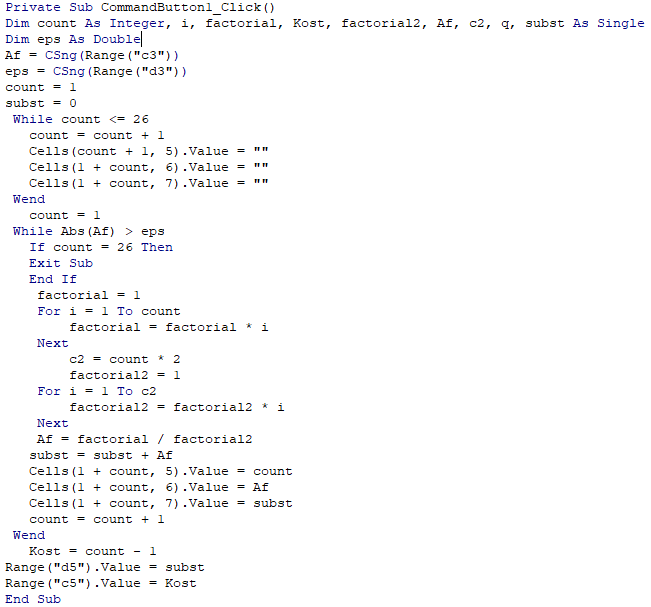 Private Sub CommandButton1_Click()
Dim count As Integer, i, factorial, Kost, factorial2, Af, c2, q, subst As Single
Dim eps As Double
Af = CSng(Range("c3"))
eps = CSng(Range("d3"))
count = 1
subst = 0
While count <= 26
count = count + 1
Cells(count + 1, 5).Value = ""
Cells(1 + count, 6).Value = ""
Cells(1 + count, 7).Value = ""
Wend
count = 1
While Abs(Af) > eps
If count = 26 Then
Exit Sub
End If
factorial = 1
For i = 1 To count
factorial = factorial * i
Next
c2 = count * 2
factorial2 = 1
For i = 1 To c2
factorial2 = factorial2 * i
Next
Af = factorial / factorial2
subst = subst + Af
Cells(1 + count, 5).Value = count
Cells(1 + count, 6).Value = Af
Cells(1 + count, 7).Value = subst
count = count + 1
Wend
Kost = count - 1
Range("d5").Value = subst
Range("c5").Value = Kost
End Sub